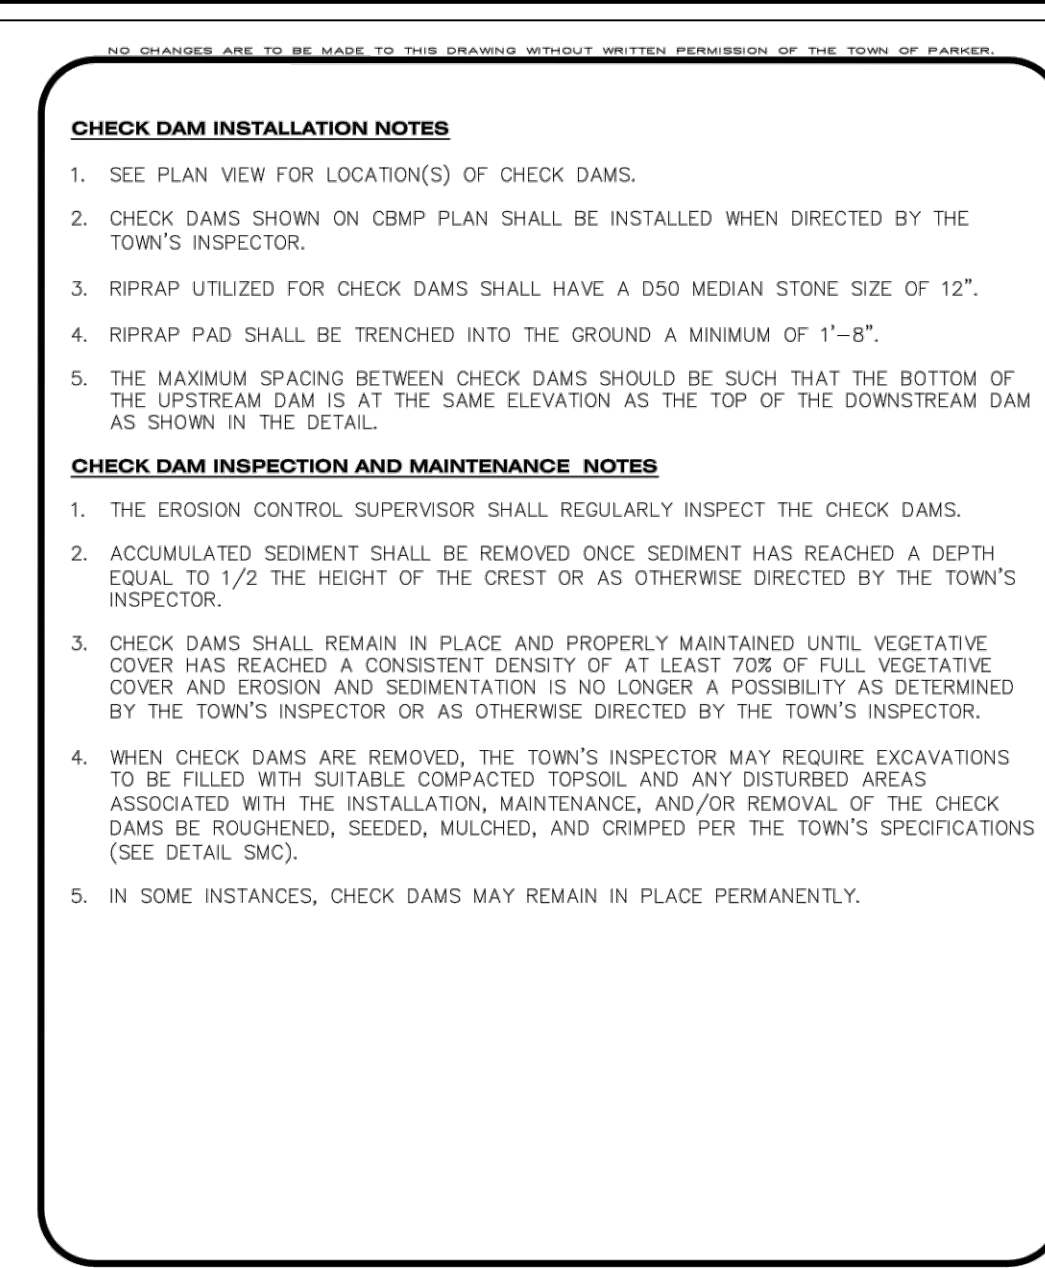 NO CHANGES ARE TO BE MADE TO THIS DRAWING WITHOUT WRITTEN PERMISSION OF THE TOWN OF PARKER.
CHECK DAM INSTALLATION NOTES
1. SEE PLAN VIEW FOR LOCATION(S) OF CHECK DAMS.
2. CHECK DAMS SHOWN ON CBMP PLAN SHALL BE INSTALLED WHEN DIRECTED BY THE
TOWN'S INSPECTOR.
3. RIPRAP UTILIZED FOR CHECK DAMS SHALL HAVE A D50 MEDIAN STONE SIZE OF 12”.
4. RIPRAP PAD SHALL BE TRENCHED INTO THE GROUND A MINIMUM OF 1'–8”.
5. THE MAXIMUM SPACING BETWEEN CHECK DAMS SHOULD BE SUCH THAT THE BOTTOM OF
THE UPSTREAM DAM IS AT THE SAME ELEVATION AS THE TOP OF THE DOWNSTREAM DAM
AS SHOWN IN THE DETAIL.
CHECK DAM INSPECTION AND MAINTENANCE NOTES
1. THE EROSION CONTROL SUPERVISOR SHALL REGULARLY INSPECT THE CHECK DAMS.
2. ACCUMULATED SEDIMENT SHALL BE REMOVED ONCE SEDIMENT HAS REACHED A DEPTH
EQUAL TO 1/2 THE HEIGHT OF THE CREST OR AS OTHERWISE DIRECTED BY THE TOWN'S
INSPECTOR.
3. CHECK DAMS SHALL REMAIN IN PLACE AND PROPERLY MAINTAINED UNTIL VEGETATIVE
COVER HAS REACHED A CONSISTENT DENSITY OF AT LEAST 70% OF FULL VEGETATIVE
COVER AND EROSION AND SEDIMENTATION IS NO LONGER A POSSIBILITY AS DETERMINED
BY THE TOWN'S INSPECTOR OR AS OTHERWISE DIRECTED BY THE TOWN'S INSPECTOR.
4. WHEN CHECK DAMS ARE REMOVED, THE TOWN'S INSPECTOR MAY REQUIRE EXCAVATIONS
TO BE FILLED WITH SUITABLE COMPACTED TOPSOIL AND ANY DISTURBED AREAS
ASSOCIATED WITH THE INSTALLATION, MAINTENANCE, AND/OR REMOVAL OF THE CHECK
DAMS BE ROUGHENED, SEEDED, MULCHED, AND CRIMPED PER THE TOWN'S SPECIFICATIONS
(SEE DETAIL SMC).
5. IN SOME INSTANCES, CHECK DAMS MAY REMAIN IN PLACE PERMANENTLY.